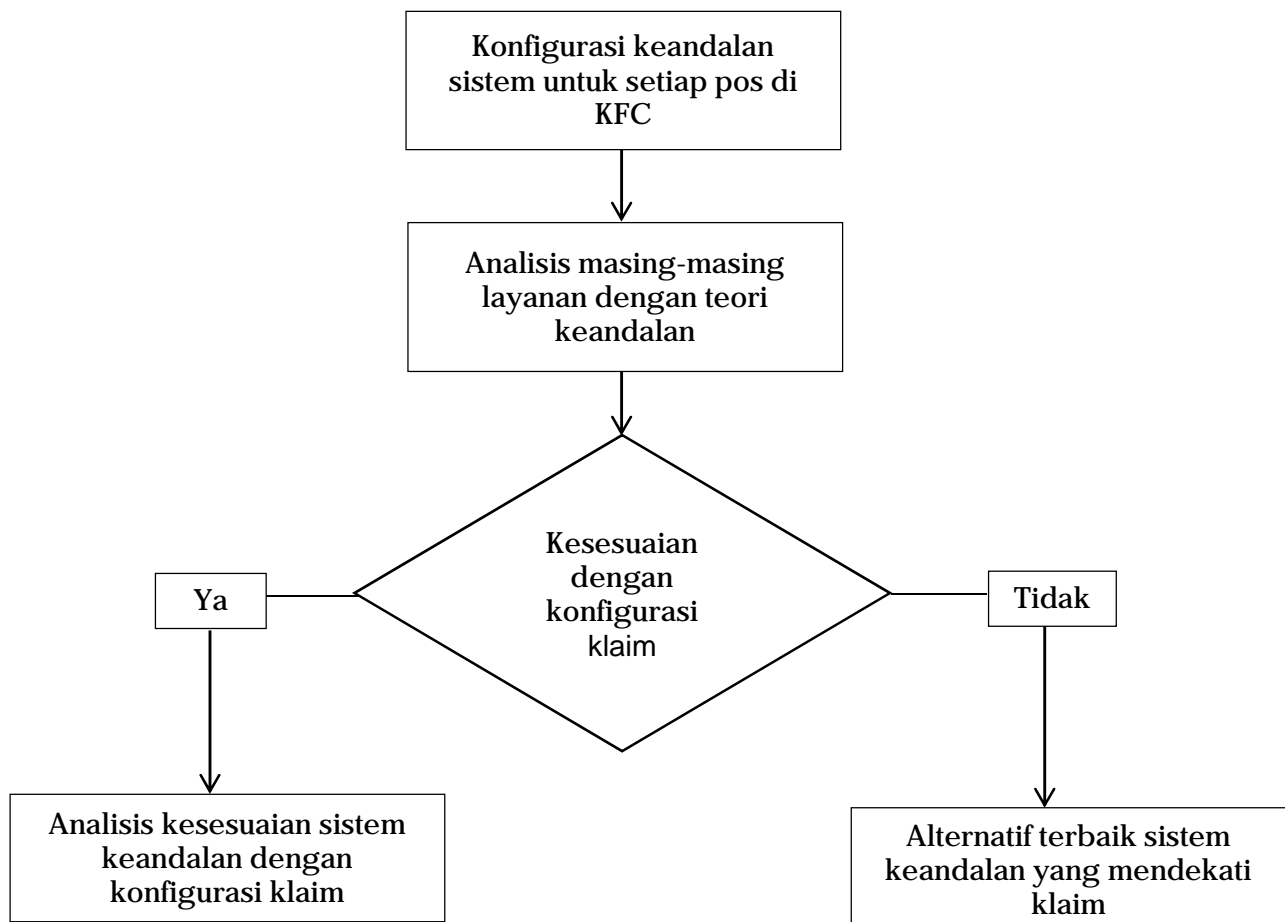 Konfigurasi keandalan
sistem untuk setiap pos di
KFC
Analisis masing-masing
layanan dengan teori
keandalan
Kesesuaian
dengan
konfigurasi
klaim
Ya
Tidak
Analisis kesesuaian sistem
keandalan dengan
konfigurasi klaim
Alternatif terbaik sistem
keandalan yang mendekati
klaim